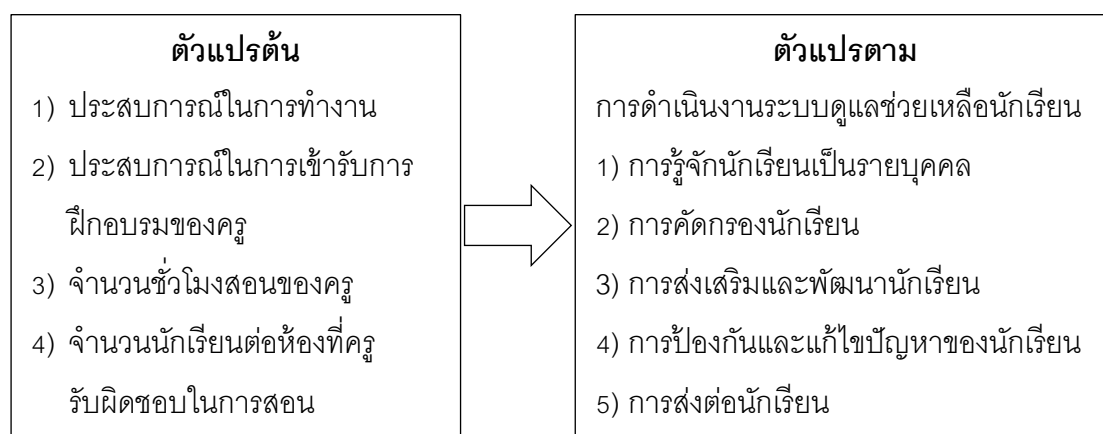 ตัวแปรต้น
1) ประสบการณ์ในการทำงาน
2) ประสบการณ์ในการเข้ารับการ
ฝึกอบรมของครู
3) จำนวนชั่วโมงสอนของครู
4) จำนวนนักเรียนต่อห้องที่ครู
รับผิดชอบในการสอน
ตัวแปรตาม
การดำเนินงานระบบดูแลช่วยเหลือนักเรียน
1) การรู้จักนักเรียนเป็นรายบุคคล
2) การคัดกรองนักเรียน
3) การส่งเสริมและพัฒนานักเรียน
4) การป้องกันและแก้ไขปัญหาของนักเรียน
5) การส่งต่อนักเรียน